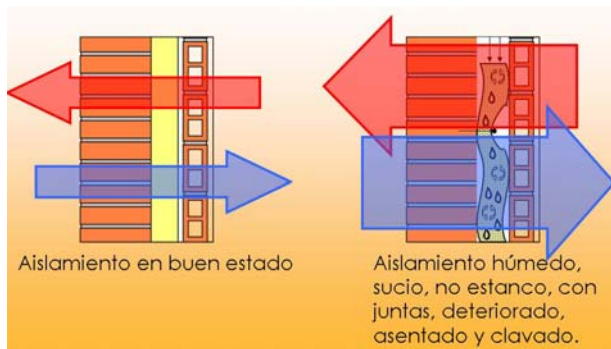 Aislamiento en buen estado
Aislamiento húmedo,
sucio, no estanco, con
juntas, deteriorado,
asentado y clavado.